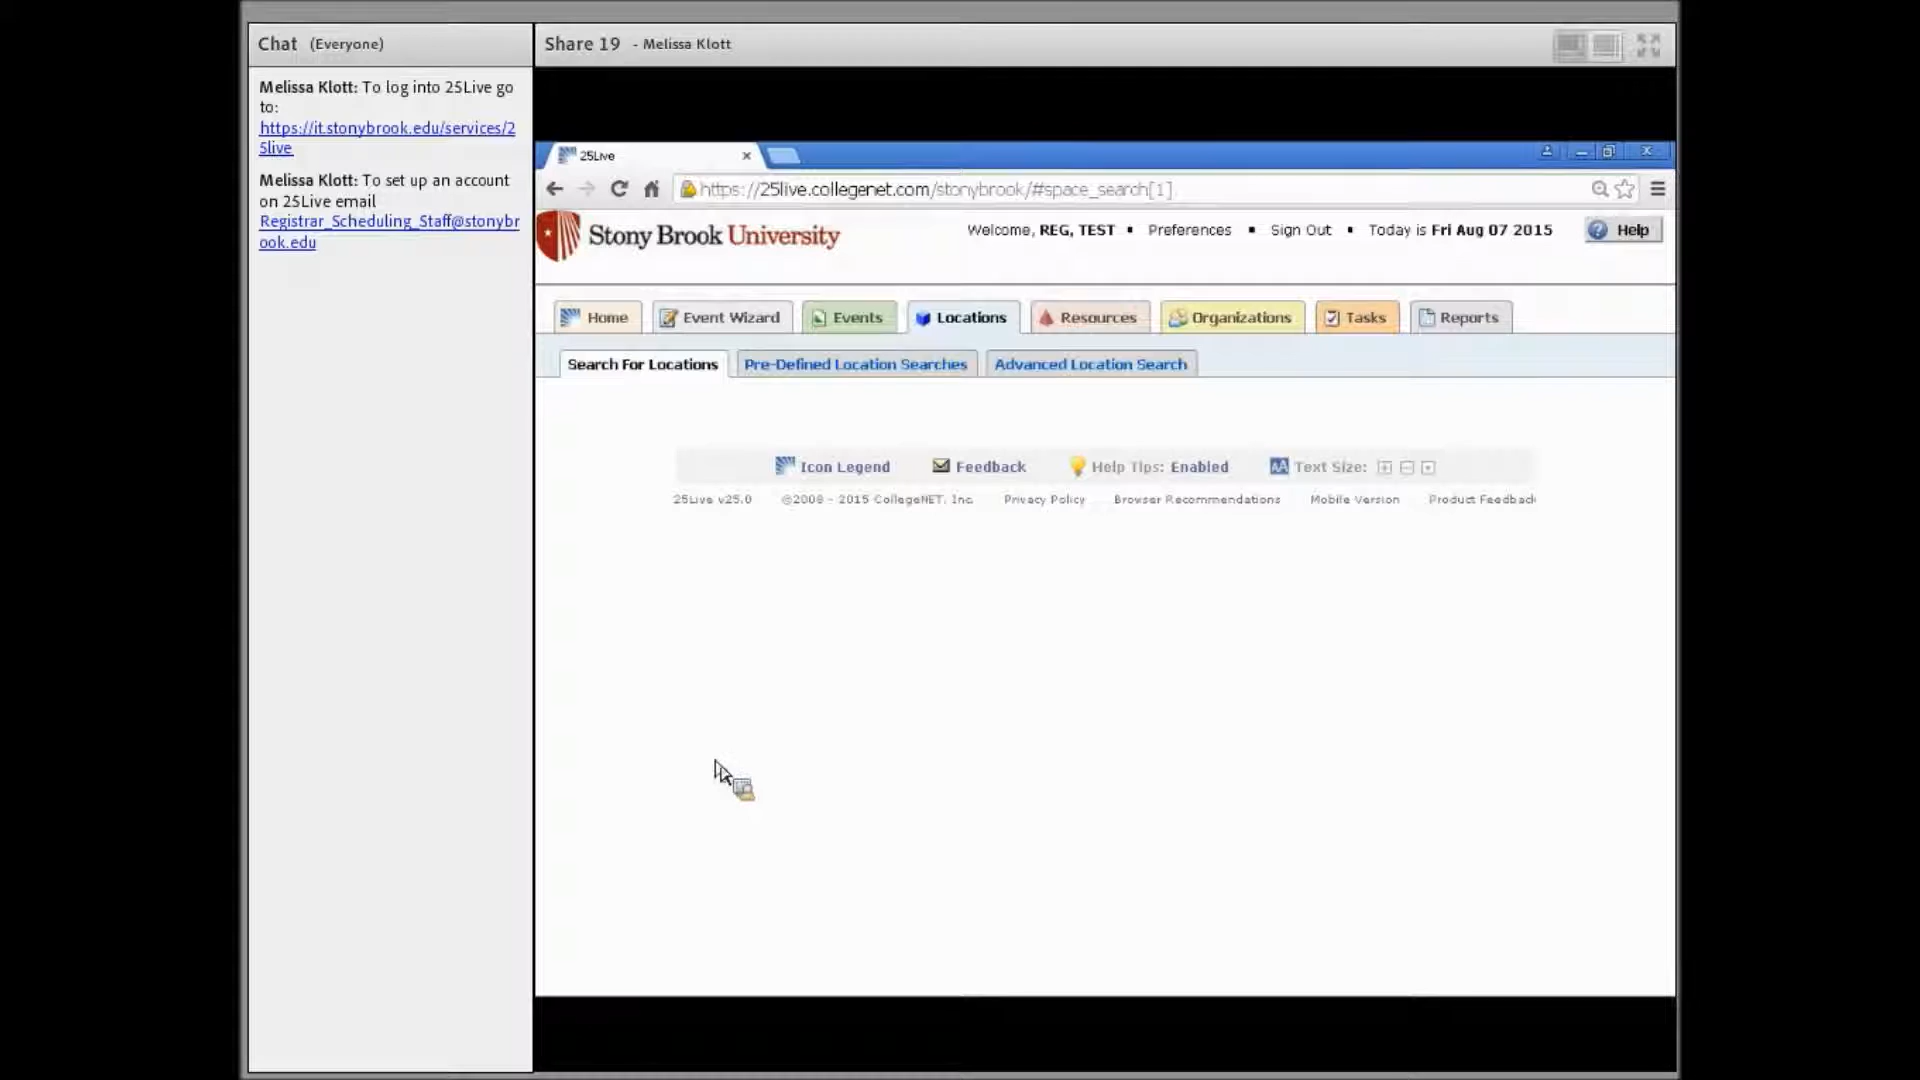 Chat (Everyone)
Melissa Klott: To log into 25Live go
to:
https://it.stonybrook.edu/services/2
5live
Melissa Klott: To set up an account
on 25Live email
Registrar_Scheduling_Staff@stonybr
ook.edu
Share 19 - Melissa Klott
25Live
https://25live.collegenet.com/stonybrook/#space_search[1]
Stony Brook University
Welcome, REG, TEST ▪ Preferences ▪ Sign Out ▪ Today is Fri Aug 07 2015
Help
Home Event Wizard Events Locations Resources Organizations Tasks Reports
Search For Locations Pre-Defined Location Searches Advanced Location Search
Icon Legend Feedback Help Tips: Enabled AA Text Size:
25Live v25.0 ©2008 - 2015 CollegeNET, Inc. Privacy Policy Browser Recommendations Mobile Version Product Feedback